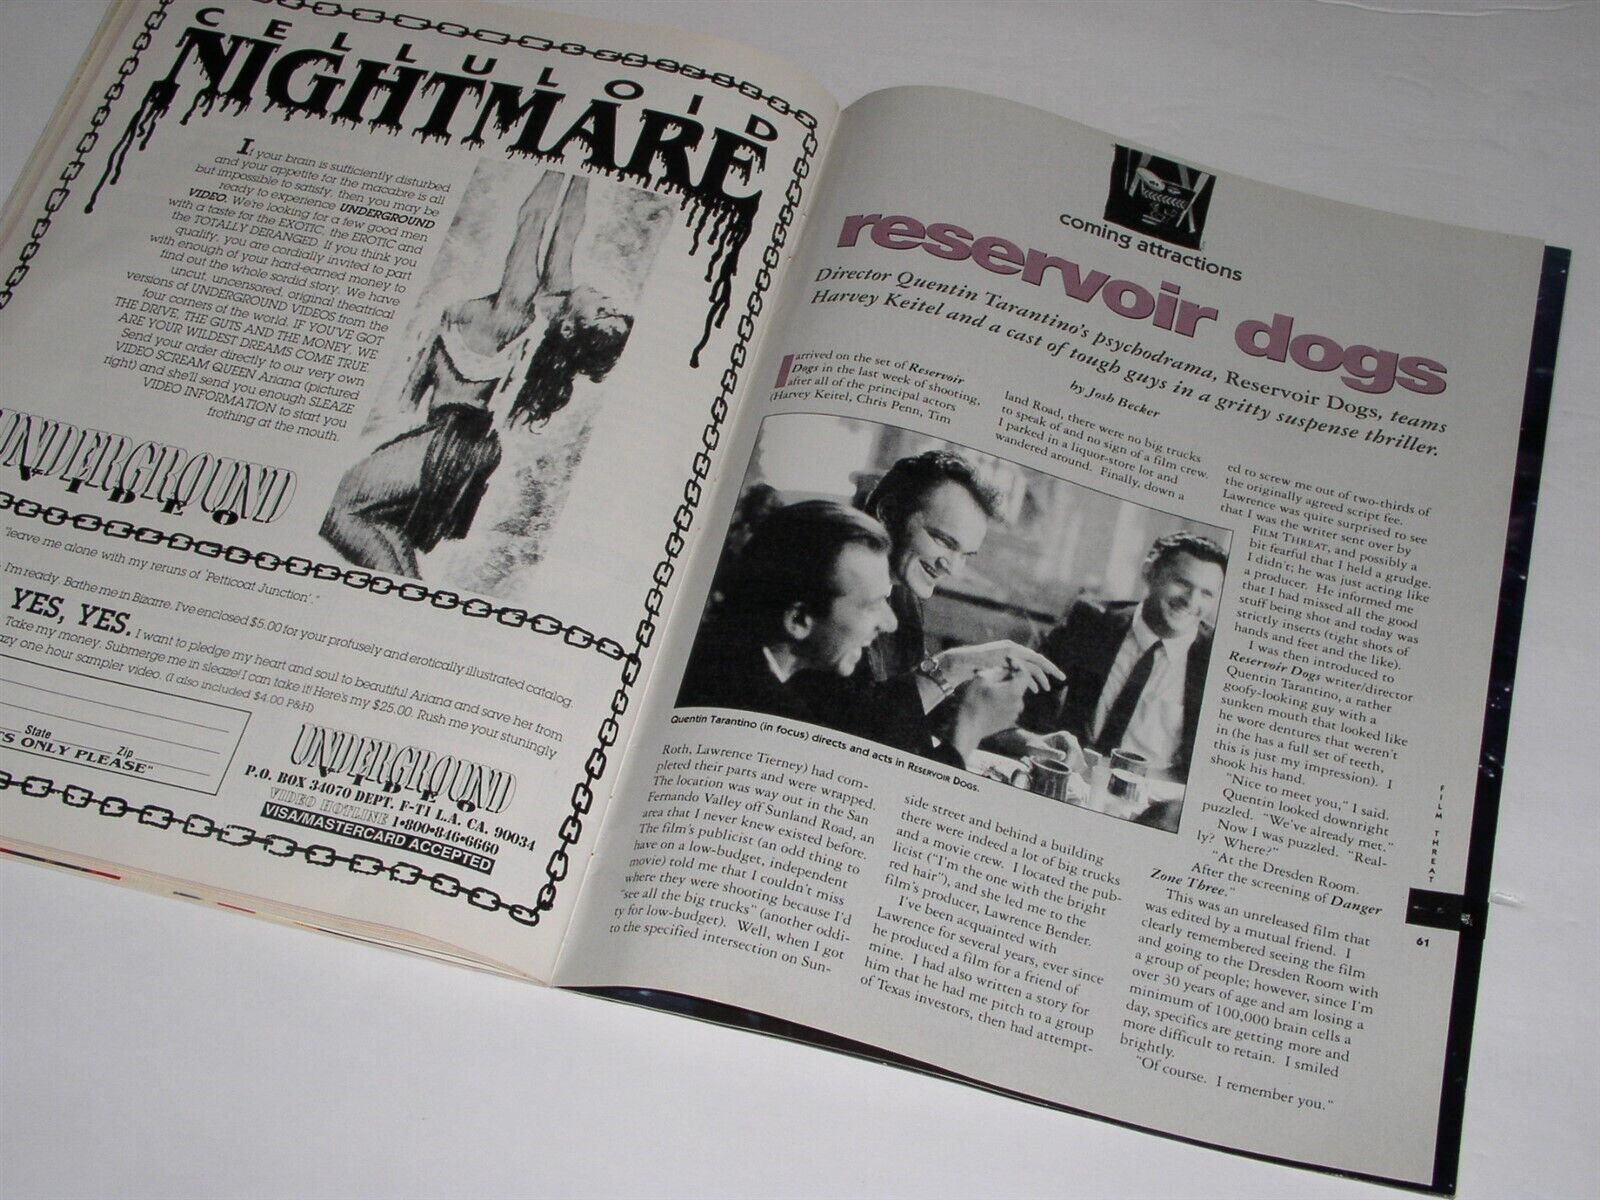 CELLULOID
NIGHTMARE
If your brain is sufficiently disturbed
and your appetite for the macabre is all
but impossible to satisfy, then you may be
ready to experience UNDERGROUND
VIDEO. We're looking for a few good men
with a taste for the EXOTIC, the EROTIC and
the TOTALLY DERANGED. If you think you
qualify, you are cordially invited to part
with enough of your hard-earned money to
find out the whole sordid story. We have
uncut, uncensored, original theatrical
versions of UNDERGROUND VIDEOS from the
four corners of the world. IF YOU'VE GOT
THE DRIVE, THE GUTS AND THE MONEY, WE
ARE YOUR WILDEST DREAMS COME TRUE.
Send your order directly to our very own
VIDEO SCREAM QUEEN Ariana (pictured
right) and she'll send you enough SLEAZE
VIDEO INFORMATION to start you
frothing at the mouth.
UNDERGROUND
VIDEO
"leave me alone with my reruns of 'Petticoat Junction'."
I'm ready. Bathe me in Bizarre. I've enclosed $5.00 for your profusely and erotically illustrated catalog.
YES, YES. I want to pledge my heart and soul to beautiful Ariana and save her from
Take my money. Submerge me in sleaze! I can take it! Here's my $25.00. Rush me your stunningly
azy one hour sampler video. (I also included $4.00 P&H)
State Zip
S ONLY PLEASE"
UNDERGROUND
VIDEO
P.O. BOX 34070 DEPT. F-T1 L.A. CA. 90034
VIDEO HOTLINE 1•800•846•6660
VISA/MASTERCARD ACCEPTED
coming attractions
reservoir dogs
Director Quentin Tarantino's psychodrama, Reservoir Dogs, teams
Harvey Keitel and a cast of tough guys in a gritty suspense thriller.
by Josh Becker
I arrived on the set of Reservoir
Dogs in the last week of shooting,
after all of the principal actors
(Harvey Keitel, Chris Penn, Tim
Quentin Tarantino (in focus) directs and acts in RESERVOIR DOGS.
Roth, Lawrence Tierney) had com-
pleted their parts and were wrapped.
The location was way out in the San
Fernando Valley off Sunland Road, an
area that I never knew existed before.
The film's publicist (an odd thing to
have on a low-budget, independent
movie) told me that I couldn't miss
where they were shooting because I'd
"see all the big trucks" (another oddi-
ty for low-budget). Well, when I got
to the specified intersection on Sun-
land Road, there were no big trucks
to speak of and no sign of a film crew.
I parked in a liquor-store lot and
wandered around. Finally, down a
side street and behind a building
there were indeed a lot of big trucks
and a movie crew. I located the pub-
licist ("I'm the one with the bright
red hair"), and she led me to the
film's producer, Lawrence Bender.
I've been acquainted with
Lawrence for several years, ever since
he produced a film for a friend of
mine. I had also written a story for
him that he had me pitch to a group
of Texas investors, then had attempt-
ed to screw me out of two-thirds of
the originally agreed script fee.
Lawrence was quite surprised to see
that I was the writer sent over by
FILM THREAT, and possibly a
bit fearful that I held a grudge.
I didn't; he was just acting like
a producer. He informed me
that I had missed all the good
stuff being shot and today was
strictly inserts (tight shots of
hands and feet and the like).
I was then introduced to
Reservoir Dogs writer/director
Quentin Tarantino, a rather
goofy-looking guy with a
sunken mouth that looked like
he wore dentures that weren't
in (he has a full set of teeth,
this is just my impression). I
shook his hand.
"Nice to meet you," I said.
Quentin looked downright
puzzled. "We've already met."
Now I was puzzled. "Real-
ly? Where?"
"At the Dresden Room.
After the screening of Danger
Zone Three."
This was an unreleased film that
was edited by a mutual friend. I
clearly remembered seeing the film
and going to the Dresden Room with
a group of people; however, since I'm
over 30 years of age and am losing a
minimum of 100,000 brain cells a
day, specifics are getting more and
more difficult to retain. I smiled
brightly.
"Of course. I remember you."
FILM THREAT
61